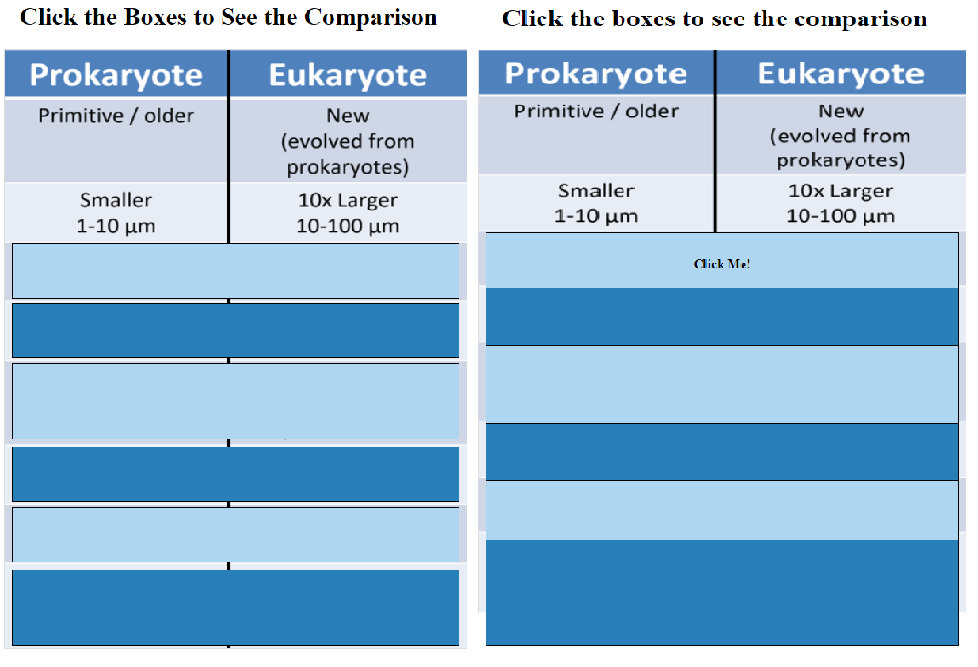 Click the Boxes to See the Comparison
Prokaryote Eukaryote
Primitive / older New
(evolved from
prokaryotes)
Smaller 10x Larger
1-10 µm 10-100 µm
Click the boxes to see the comparison
Prokaryote Eukaryote
Primitive / older New
(evolved from
prokaryotes)
Smaller 10x Larger
1-10 µm 10-100 µm
Click Me!